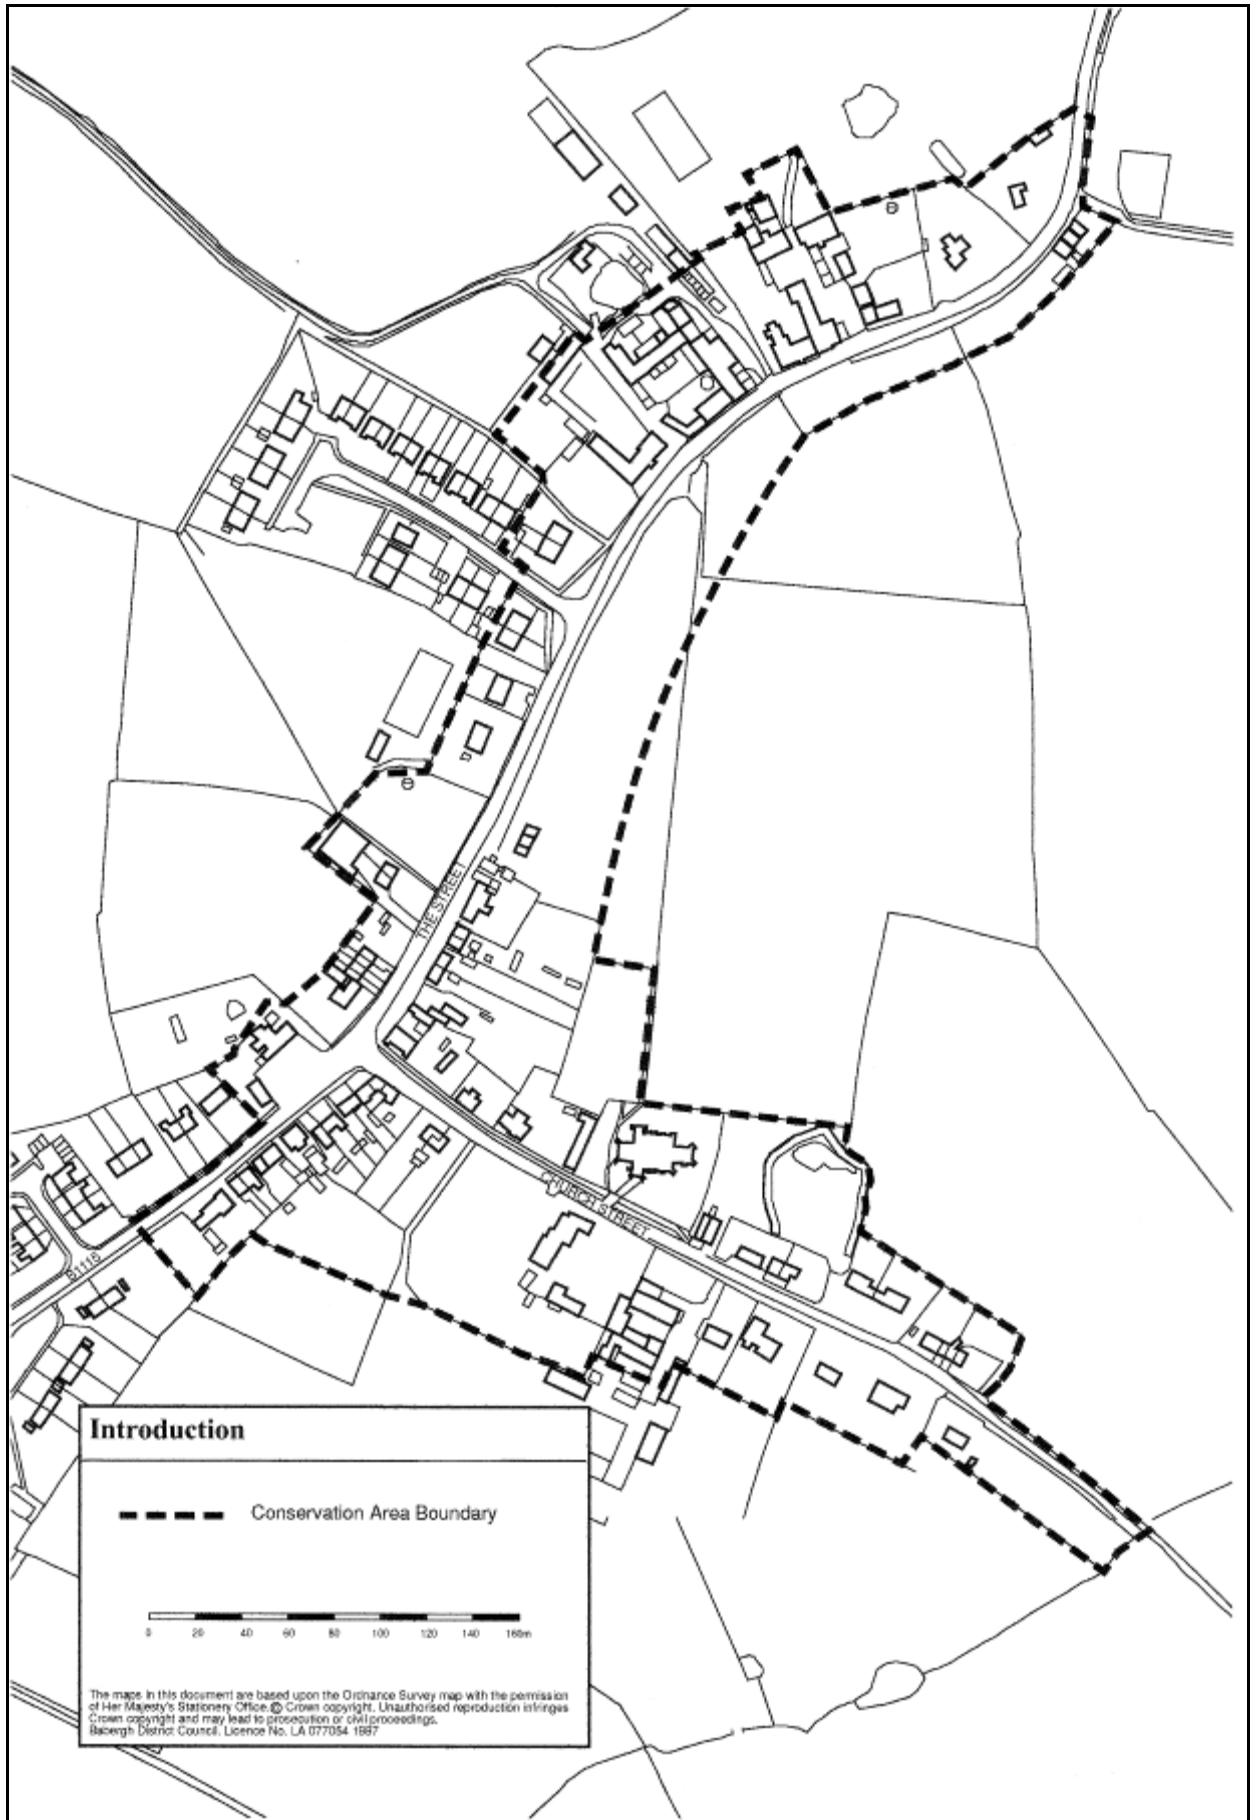 THE STREET
CHURCH STREET
B1115
Introduction
Conservation Area Boundary
0 20 40 60 80 100 120 140 160m
The maps in this document are based upon the Ordnance Survey map with the permission
of Her Majesty's Stationery Office. © Crown copyright. Unauthorised reproduction infringes
Crown copyright and may lead to prosecution or civil proceedings.
Babergh District Council. Licence No. LA 077054 1997